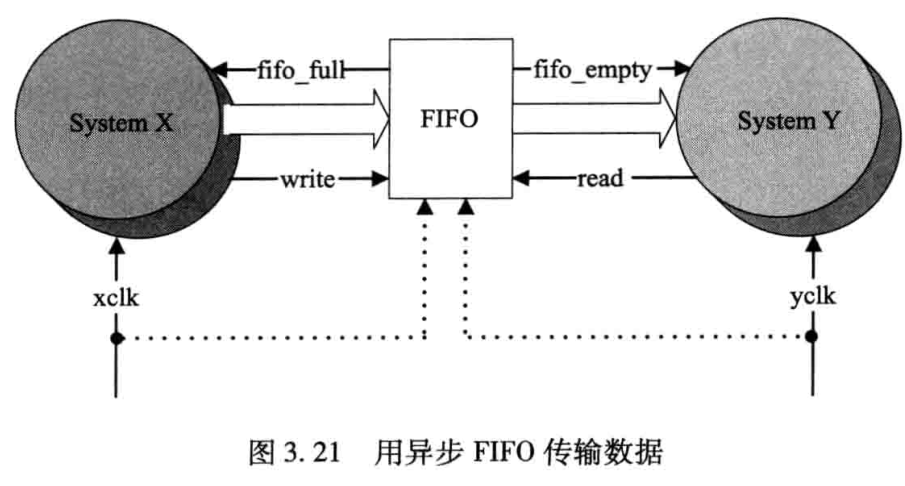 fifo_full
fifo_empty
System X
FIFO
System Y
write
read
xclk
yclk
图 3.21 用异步 FIFO 传输数据